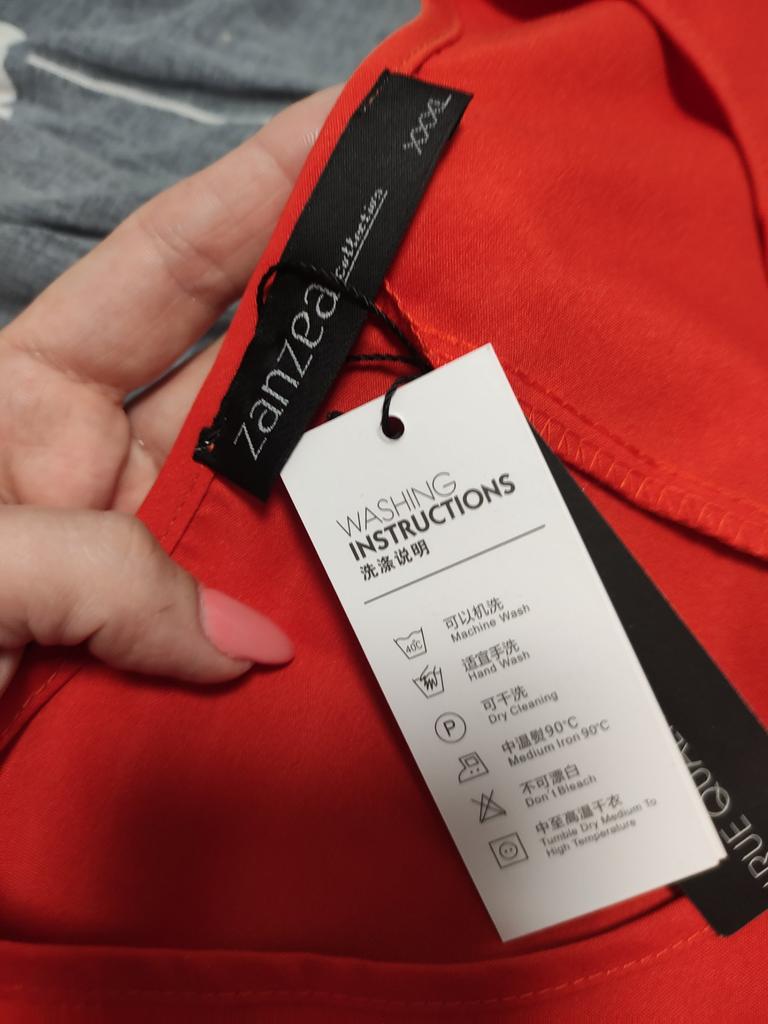 XXXL
zanzea
collection
WASHING
INSTRUCTIONS
洗涤说明
40C
可以机洗
Machine Wash
适宜手洗
Hand Wash
P
可干洗
Dry Cleaning
中温熨90°C
Medium Iron 90°C
不可漂白
Don't Bleach
中至高温干衣
Tumble Dry Medium To
High Temperature